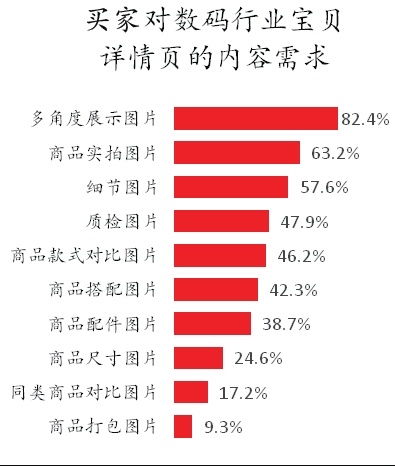 买家对数码行业宝贝
详情页的内容需求
多角度展示图片 82.4%
商品实拍图片 63.2%
细节图片 57.6%
质检图片 47.9%
商品款式对比图片 46.2%
商品搭配图片 42.3%
商品配件图片 38.7%
商品尺寸图片 24.6%
同类商品对比图片 17.2%
商品打包图片 9.3%